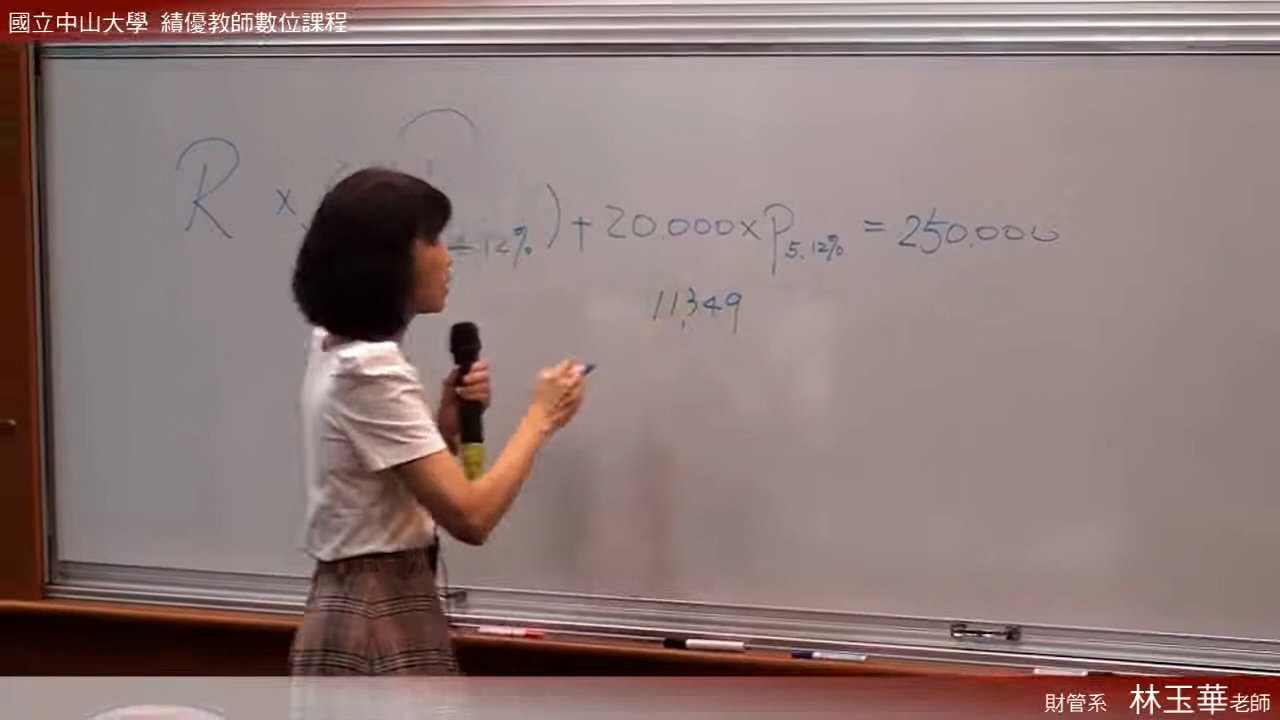 國立中山大學 績優教師數位課程
R × 12%) + 20.000 × P5.12% = 250.000
11,349
財管系 林玉華老師